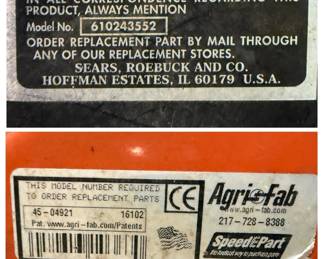 IN ALL CORRESPONDENCE REGARDING THIS
PRODUCT, ALWAYS MENTION
Model No. 610243552
ORDER REPLACEMENT PART BY MAIL THROUGH
ANY OF OUR REPLACEMENT STORES.
SEARS, ROEBUCK AND CO.
HOFFMAN ESTATES, IL 60179 U.S.A.
THIS MODEL NUMBER REQUIRED
TO ORDER REPLACEMENT PARTS
45-04921 16102
Pat. www.agri-fab.com/Patents
CE
Agri-Fab
www.agri-fab.com
217-728-8388
SpeedEPart